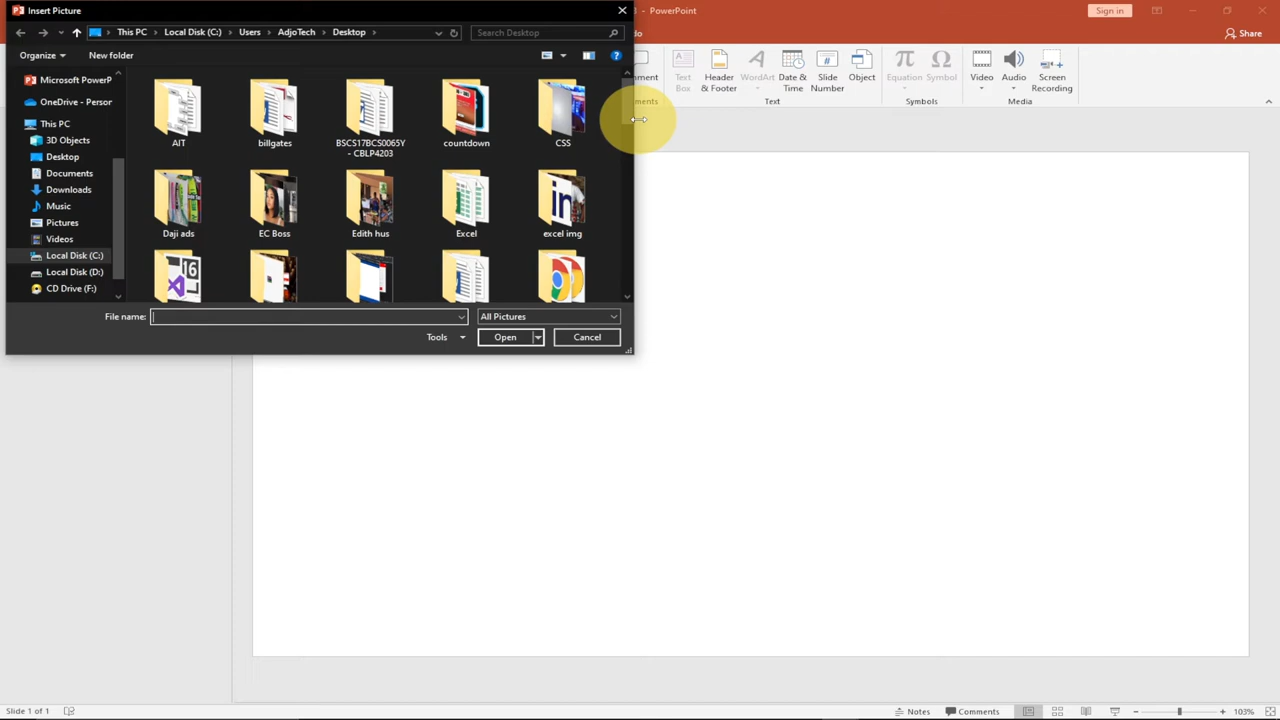 Insert Picture
- PowerPoint
Sign in
This PC
Local Disk (C:)
Users
AdjoTech
Desktop
Search Desktop
Share
Organize
New folder
Text
Box
Header
& Footer
WordArt
Date &
Time
Slide
Number
Object
Equation
Symbol
Video
Audio
Screen
Recording
Text
Symbols
Media
Microsoft PowerP
OneDrive - Person
This PC
3D Objects
Desktop
Documents
Downloads
Music
Pictures
Videos
Local Disk (C:)
Local Disk (D:)
CD Drive (F:)
AIT
billgates
BSCS17BCS0065Y
- CBLP4203
countdown
CSS
Daji ads
EC Boss
Edith hus
Excel
excel img
File name:
All Pictures
Tools
Open
Cancel
Slide 1 of 1
Notes
Comments
103%